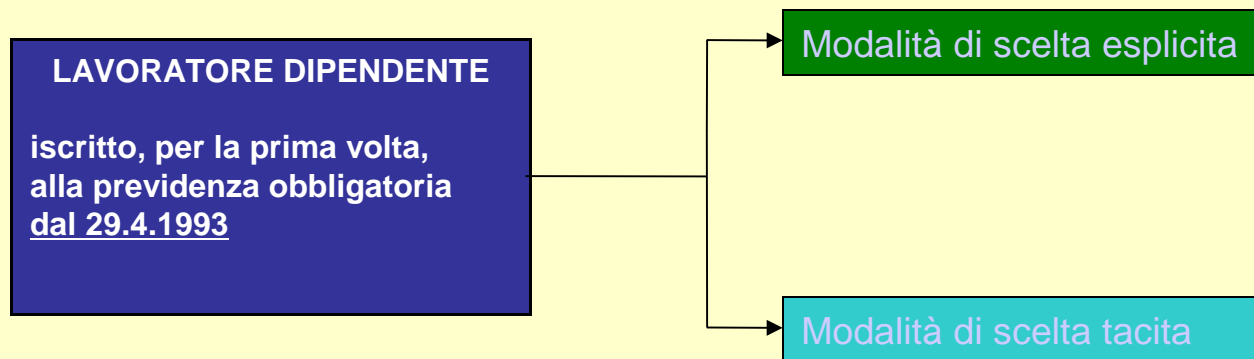 LAVORATORE DIPENDENTE
iscritto, per la prima volta,
alla previdenza obbligatoria
dal 29.4.1993
Modalità di scelta esplicita
Modalità di scelta tacita